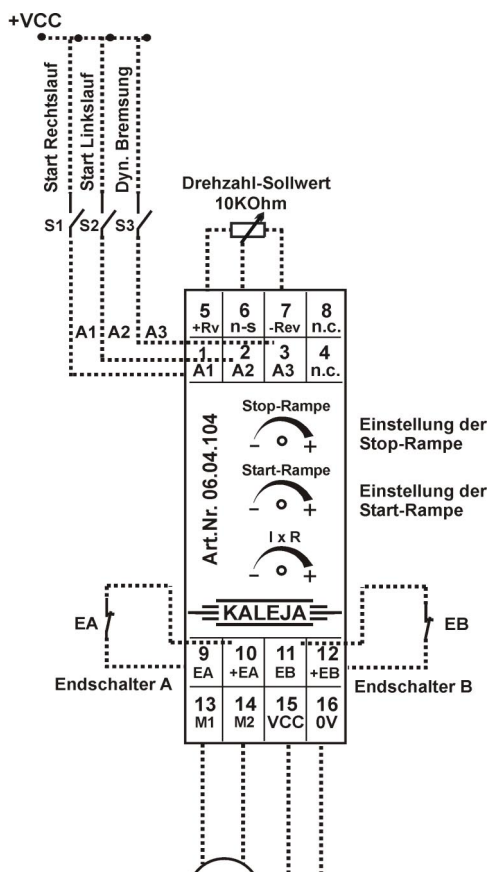 +VCC
Start Rechtslauf
Start Linkslauf
Dyn. Bremsung
S1 S2 S3
Drehzahl-Sollwert
10KOhm
A1 A2 A3
5 6 7 8
+Rv n-s -Rev n.c.
1 2 3 4
A1 A2 A3 n.c.
Art.Nr. 06.04.104
Stop-Rampe
- +
Einstellung der
Stop-Rampe
Start-Rampe
- +
Einstellung der
Start-Rampe
I x R
- +
KALEJA
EA
EB
Endschalter A
Endschalter B
9 10 11 12
EA +EA EB +EB
13 14 15 16
M1 M2 VCC 0V